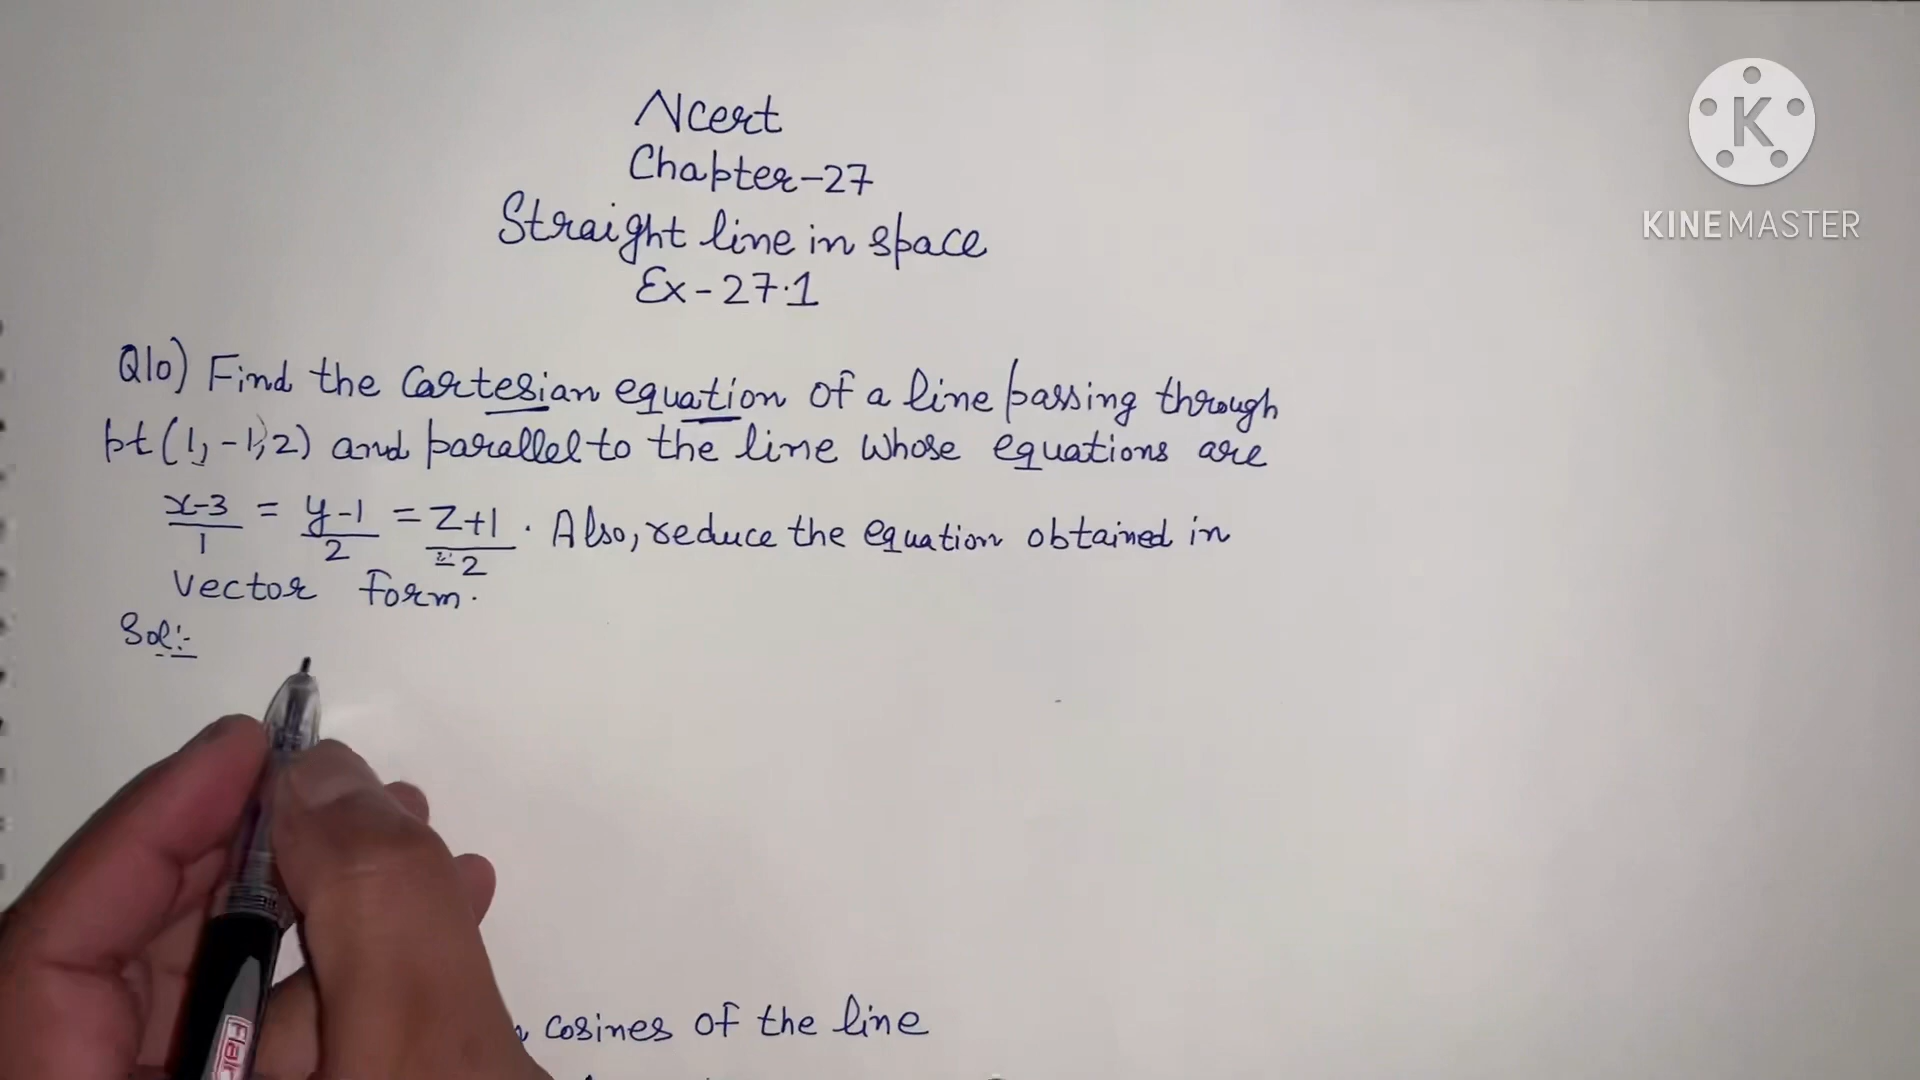 Ncert
Chapter-27
Straight line in space
Ex-27.1
Q10) Find the Cartesian equation of a line passing through
pt (1, -1, 2) and parallel to the line whose equations are
x-3/1 = y-1/2 = z+1/-2 . Also, reduce the equation obtained in
vector form.
Sol:-
cosines of the line
K
KINEMASTER
Flair